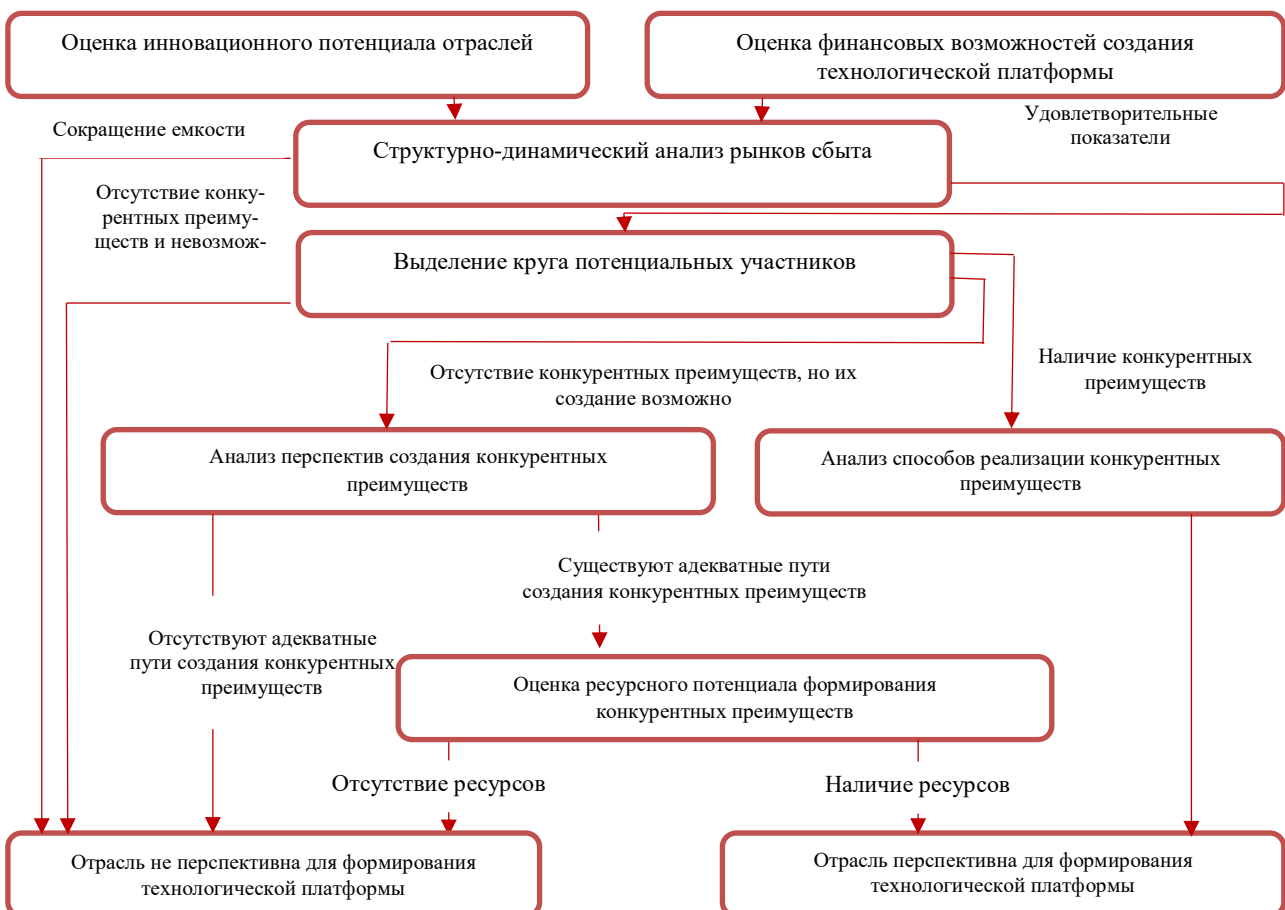 Оценка инновационного потенциала отраслей
Оценка финансовых возможностей создания
технологической платформы
Сокращение емкости
Удовлетворительные
показатели
Структурно-динамический анализ рынков сбыта
Отсутствие конку-
рентных преиму-
ществ и невозмож-
Выделение круга потенциальных участников
Наличие конкурентных
преимуществ
Отсутствие конкурентных преимуществ, но их
создание возможно
Анализ перспектив создания конкурентных
преимуществ
Анализ способов реализации конкурентных
преимуществ
Существуют адекватные пути
создания конкурентных преимуществ
Отсутствуют адекватные
пути создания конкурентных
преимуществ
Оценка ресурсного потенциала формирования
конкурентных преимуществ
Отсутствие ресурсов
Наличие ресурсов
Отрасль не перспективна для формирования
технологической платформы
Отрасль перспективна для формирования
технологической платформы